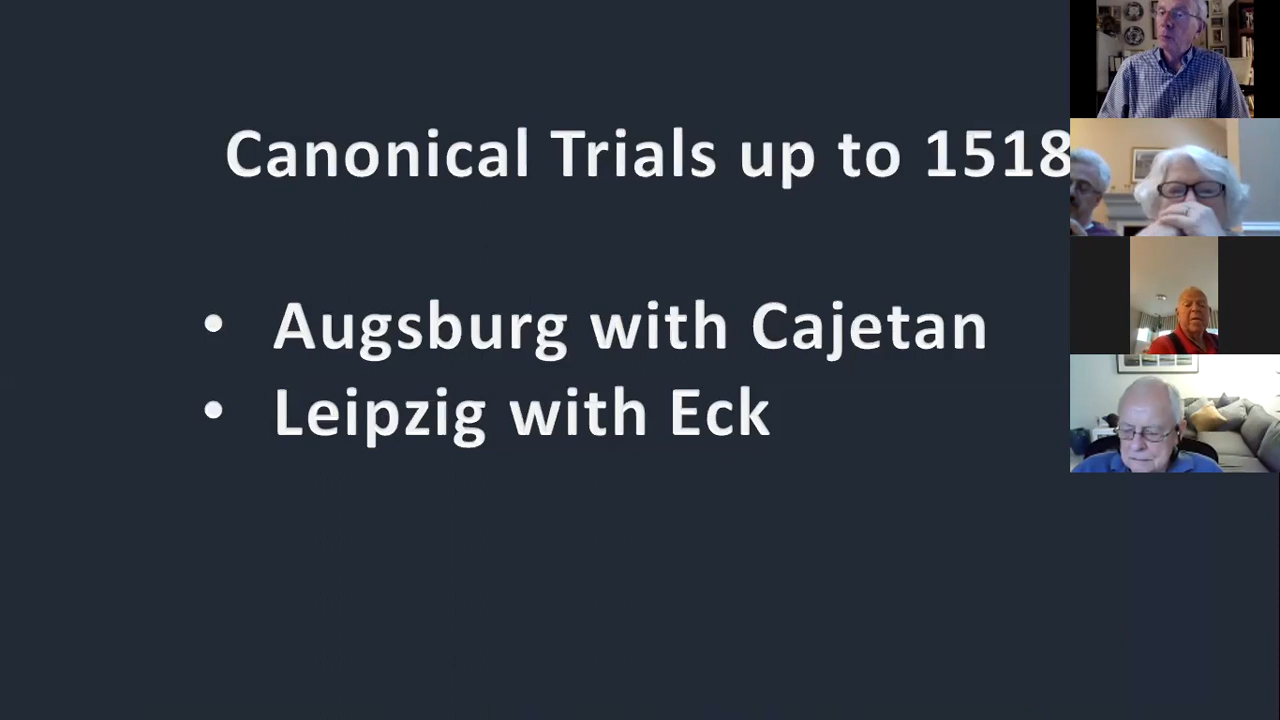 Canonical Trials up to 1518
• Augsburg with Cajetan
• Leipzig with Eck